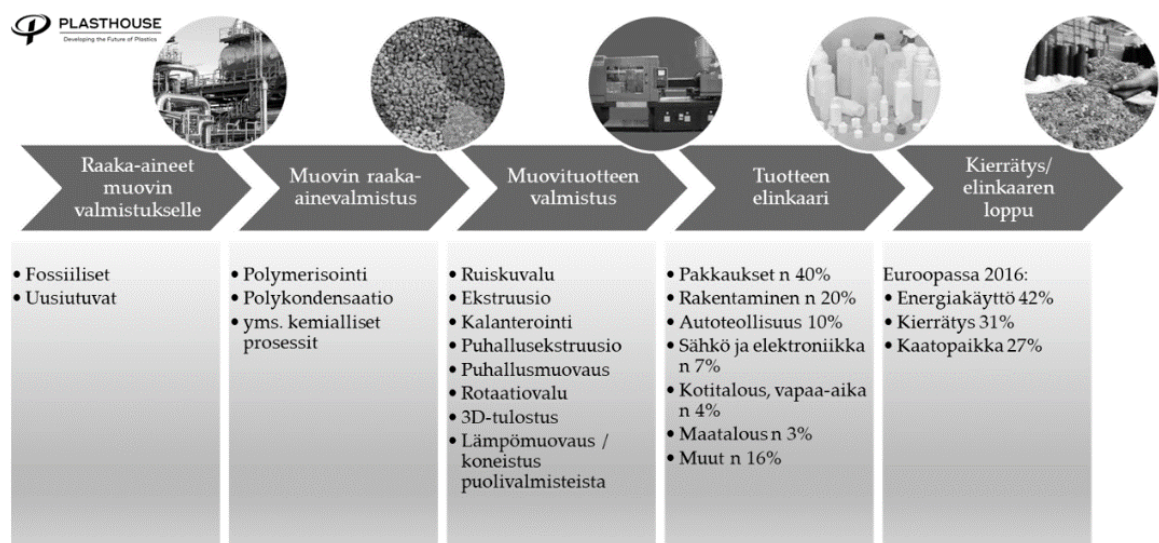 PLASTHOUSE
Developing the Future of Plastics
Raaka-aineet
muovin
valmistukselle
• Fossiiliset
• Uusiutuvat
Muovin raaka-
ainevalmistus
• Polymerisointi
• Polykondensaatio
• yms. kemialliset
prosessit
Muovituotteen
valmistus
• Ruiskuvalu
• Ekstruusio
• Kalanterointi
• Puhallusekstruusio
• Puhallusmuovaus
• Rotaatiovalu
• 3D-tulostus
• Lämpömuovaus /
koneistus
puolivalmisteista
Tuotteen
elinkaari
• Pakkaukset n 40%
• Rakentaminen n 20%
• Autoteollisuus 10%
• Sähkö ja elektroniikka
n 7%
• Kotitalous, vapaa-aika
n 4%
• Maatalous n 3%
• Muut n 16%
Kierrätys/
elinkaaren
loppu
Euroopassa 2016:
• Energiakäyttö 42%
• Kierrätys 31%
• Kaatopaikka 27%